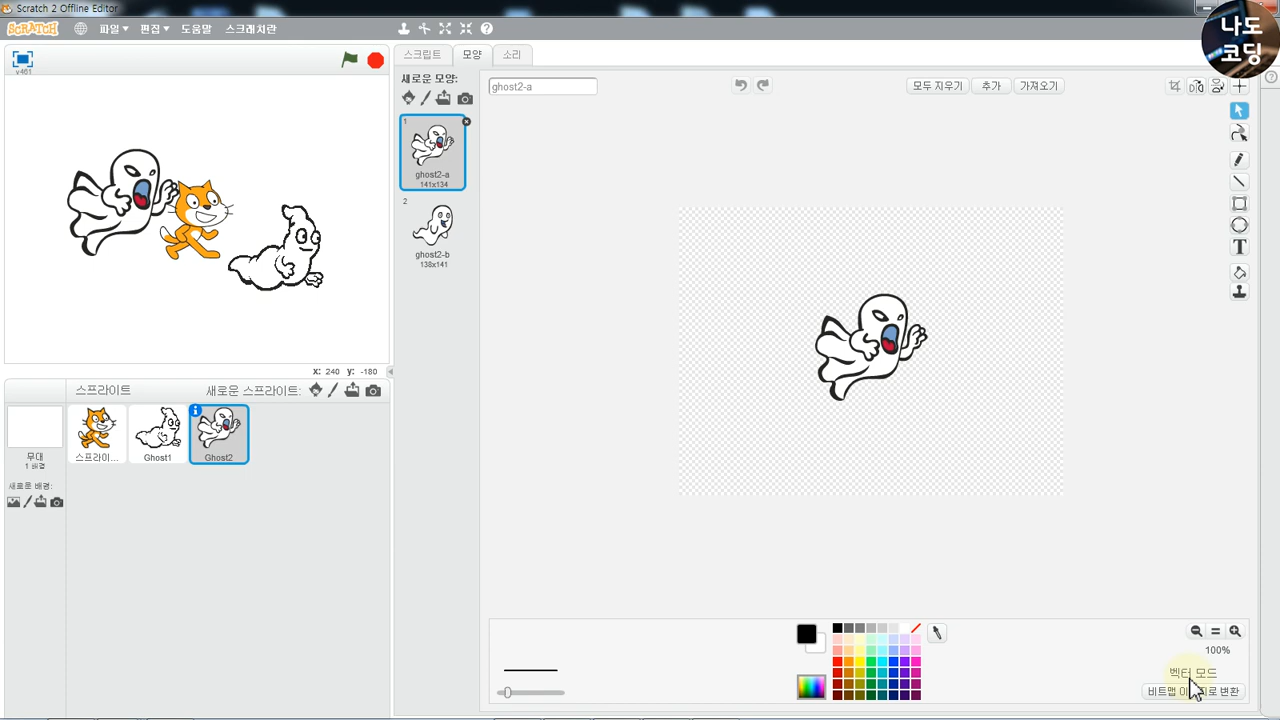 Scratch 2 Offline Editor
SCRATCH 파일 편집 도움말 스크래치란
나도
코딩
v461
스크립트 모양 소리
새로운 모양:
ghost2-a
모두 지우기 추가 가져오기
1
ghost2-a
141x134
2
ghost2-b
138x141
x: 240 y: -180
스프라이트 새로운 스프라이트:
무대
1 배경
스프라이... Ghost1 Ghost2
새로운 배경:
100%
벡터 모드
비트맵 로 변환